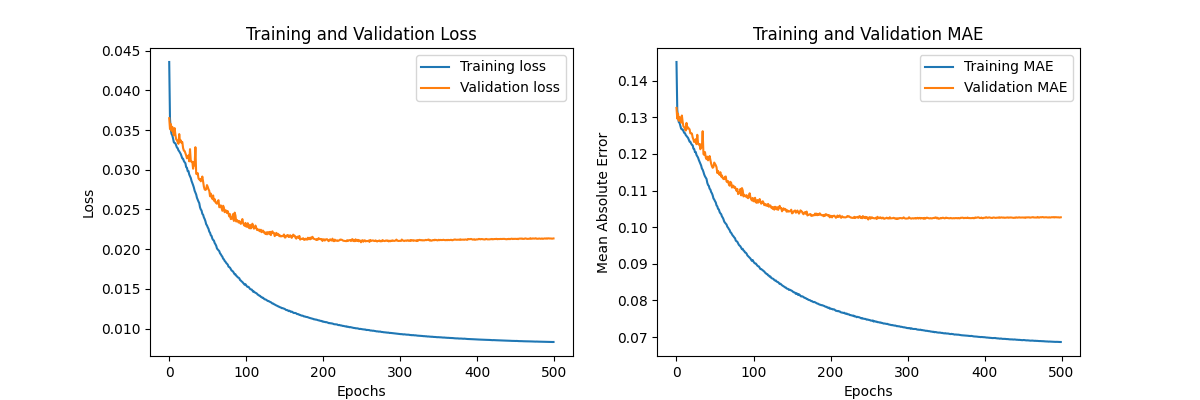 Training and Validation Loss
0.045
0.040
0.035
0.030
0.025
0.020
0.015
0.010
Loss
0 100 200 300 400 500
Epochs
Training loss
Validation loss
Training and Validation MAE
0.14
0.13
0.12
0.11
0.10
0.09
0.08
0.07
Mean Absolute Error
0 100 200 300 400 500
Epochs
Training MAE
Validation MAE